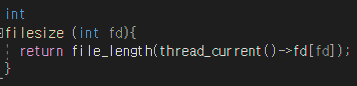 int
filesize (int fd){
  return file_length(thread_current()->fd[fd]);
}